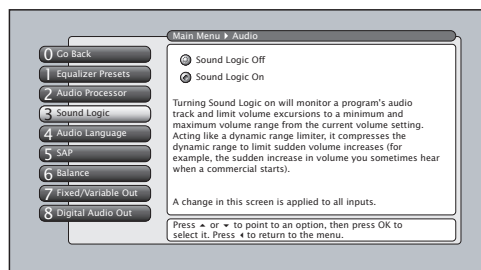 Main Menu ▸ Audio
0 Go Back
1 Equalizer Presets
2 Audio Processor
3 Sound Logic
4 Audio Language
5 SAP
6 Balance
7 Fixed/Variable Out
8 Digital Audio Out
Sound Logic Off
Sound Logic On
Turning Sound Logic on will monitor a program's audio
track and limit volume excursions to a minimum and
maximum volume range from the current volume setting.
Acting like a dynamic range limiter, it compresses the
dynamic range to limit sudden volume increases (for
example, the sudden increase in volume you sometimes hear
when a commercial starts).
A change in this screen is applied to all inputs.
Press ▴ or ▾ to point to an option, then press OK to
select it. Press ◂ to return to the menu.